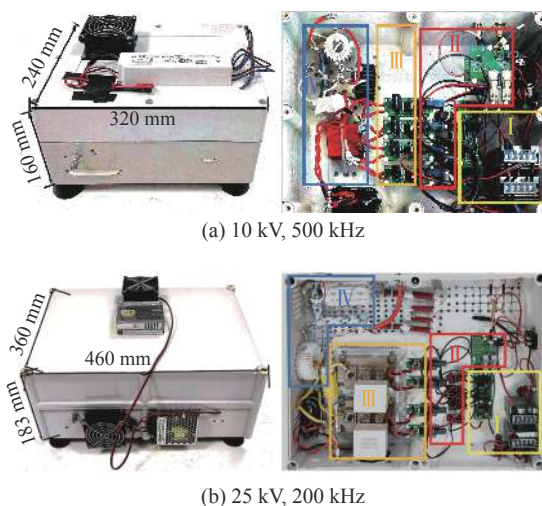 240 mm
320 mm
160 mm
IV
III
II
I
(a) 10 kV, 500 kHz
360 mm
460 mm
183 mm
IV
III
II
I
(b) 25 kV, 200 kHz